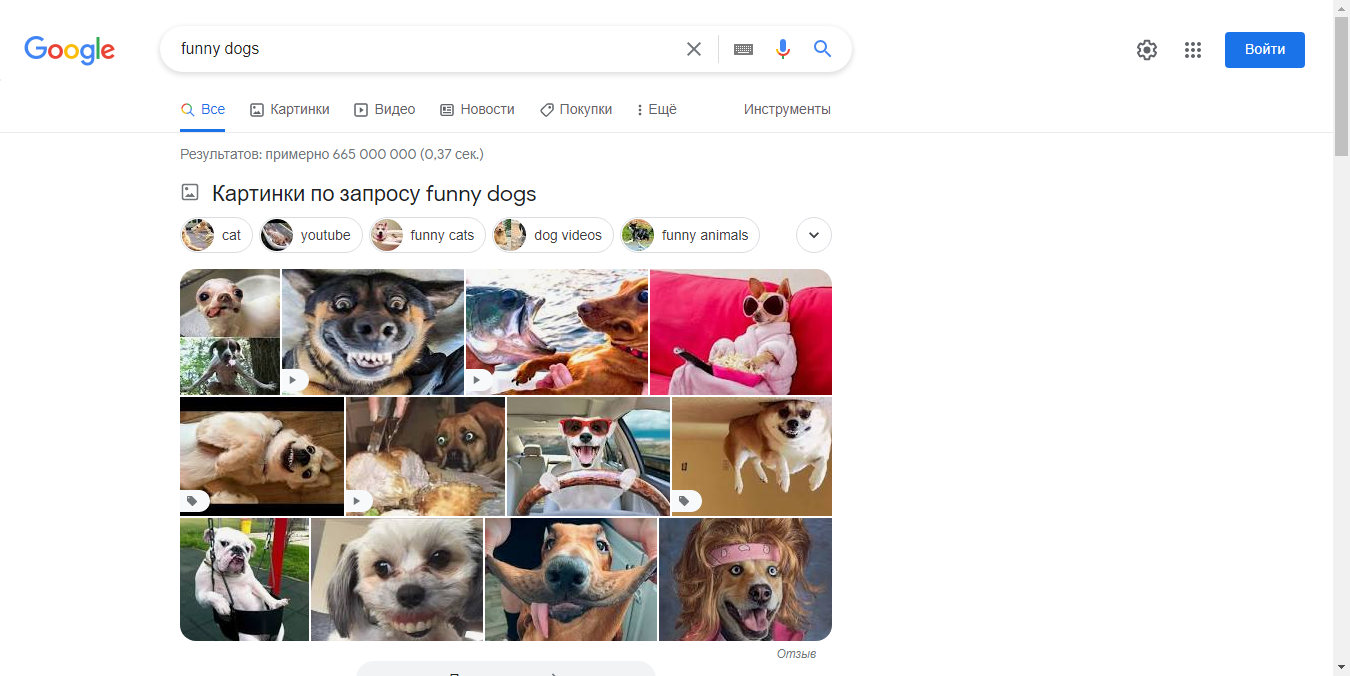 Google
funny dogs
Войти
Все Картинки Видео Новости Покупки Ещё Инструменты
Результатов: примерно 665 000 000 (0,37 сек.)
Картинки по запросу funny dogs
cat youtube funny cats dog videos funny animals
Отзыв